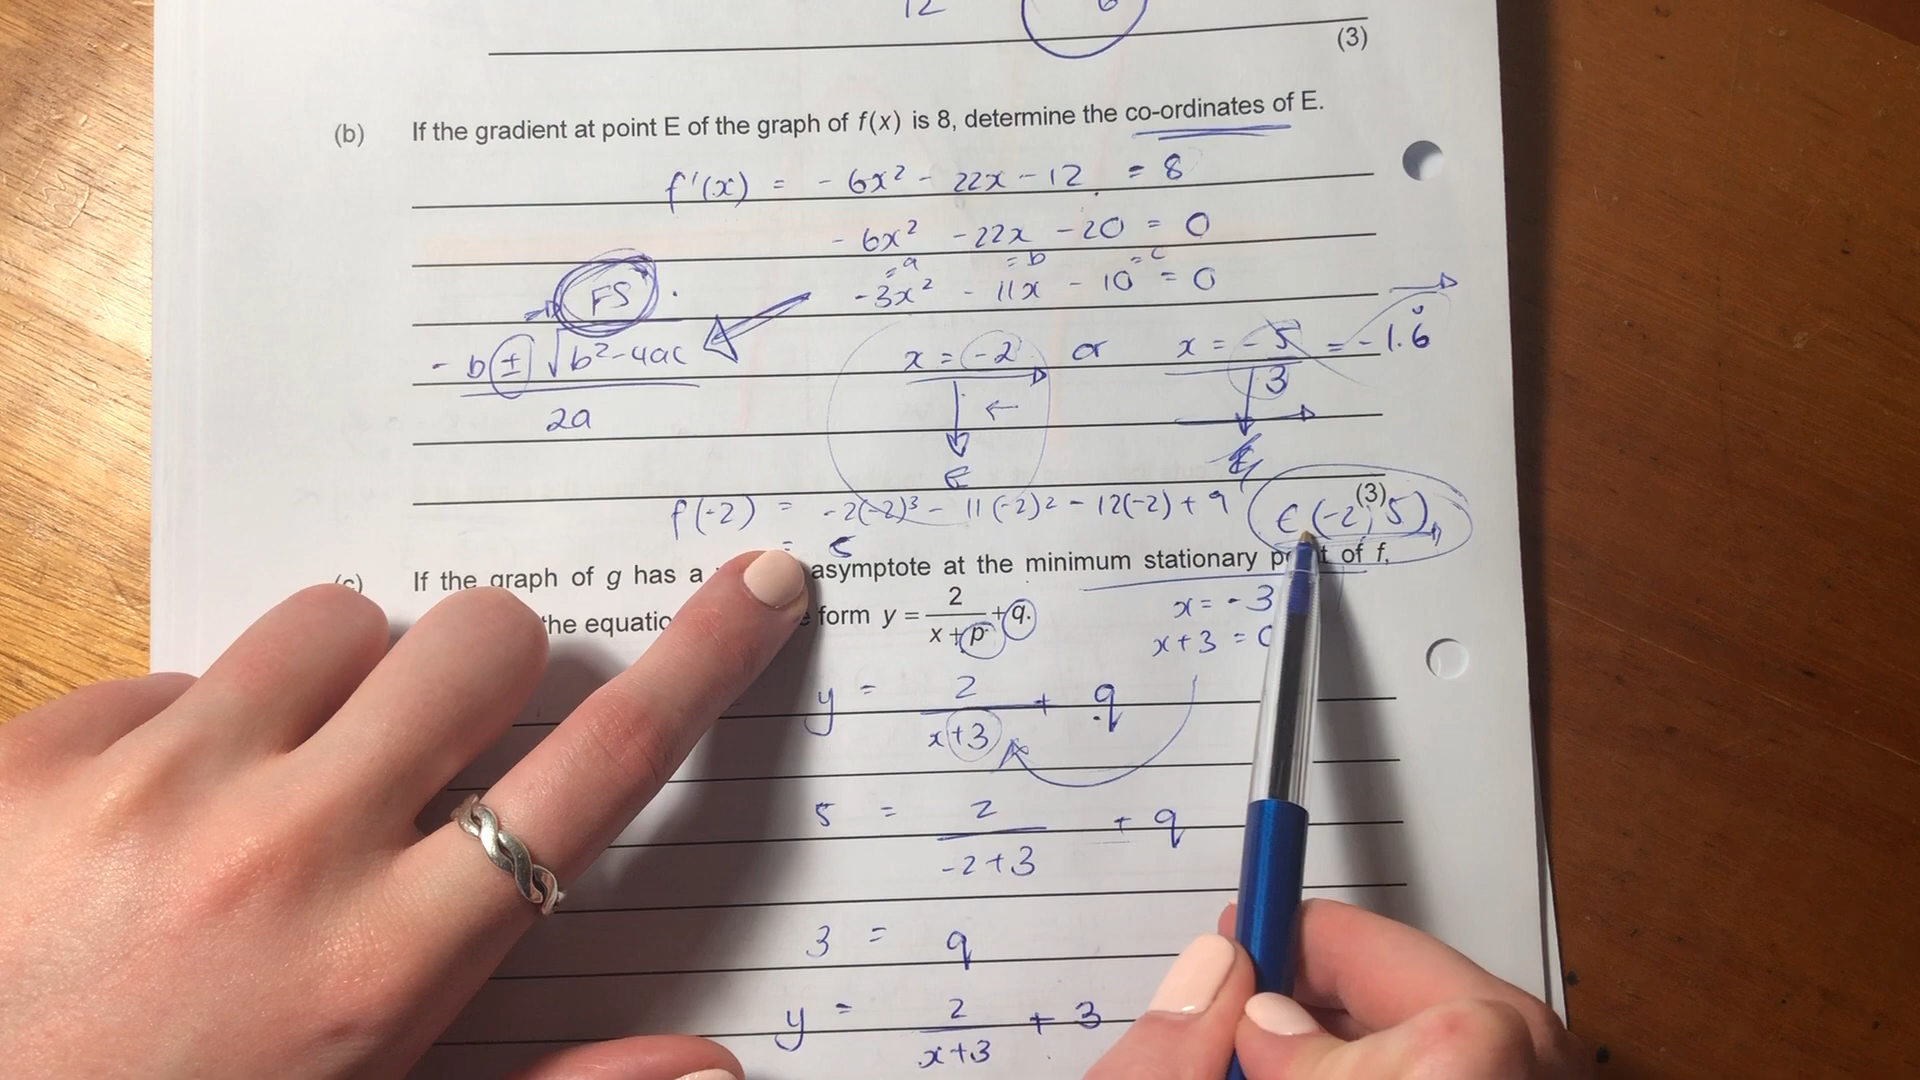 12 6
(3)
(b) If the gradient at point E of the graph of f(x) is 8, determine the co-ordinates of E.
f'(x) = - 6x² - 22x - 12 = 8
- 6x² - 22x - 20 = 0
= a = b = c
FS . -3x² - 11x - 10 = 0
- b ± √b²-4ac x = -2 or x = -5 = -1.6̇
2a 3
E E
(3)
f(-2) = -2(-2)³ - 11(-2)² - 12(-2) + 9 E(-2;5)
= 5
(c) If the graph of g has a asymptote at the minimum stationary of f,
the form y = 2/(x + p) + q. x = -3
x+3 = 0
y = 2/(x+3) + q
5 = 2/(-2+3) + q
3 = q
y = 2/(x+3) + 3